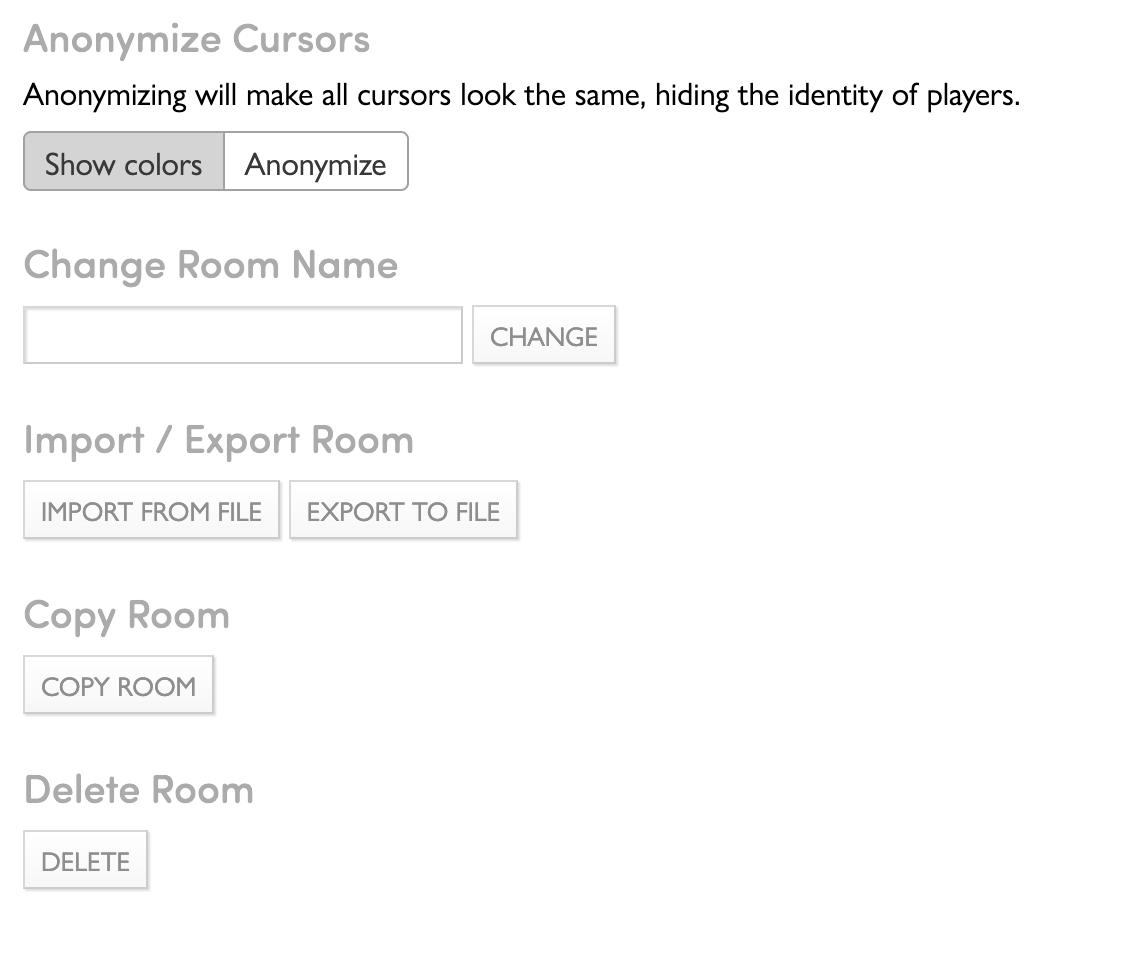 Anonymize Cursors
Anonymizing will make all cursors look the same, hiding the identity of players.
Show colors Anonymize
Change Room Name
CHANGE
Import / Export Room
IMPORT FROM FILE EXPORT TO FILE
Copy Room
COPY ROOM
Delete Room
DELETE